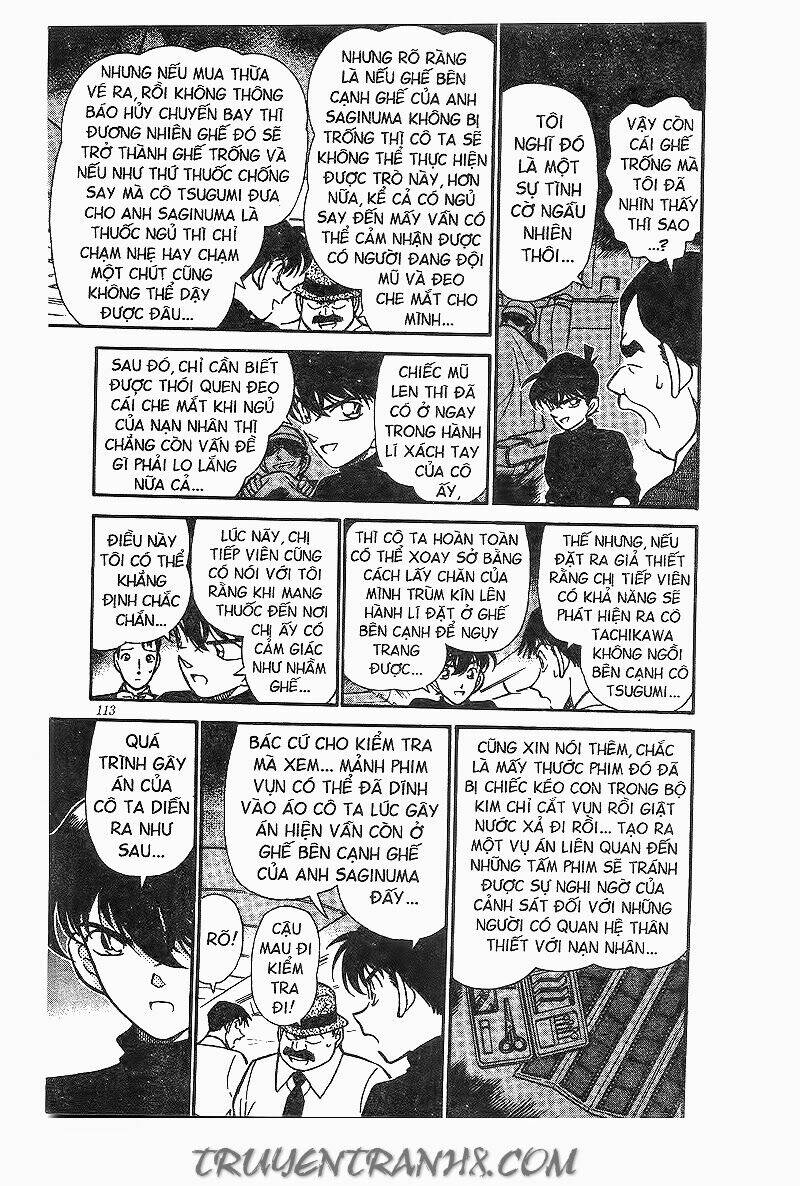 VẬY CÒN
CÁI GHẾ
TRỐNG MÀ
TÔI ĐÃ
NHÌN THẤY
THÌ SAO
...?
TÔI
NGHĨ ĐÓ
LÀ MỘT
SỰ TÌNH
CỜ NGẪU
NHIÊN
THÔI...
NHƯNG RÕ RÀNG
LÀ NẾU GHẾ BÊN
CẠNH GHẾ CỦA ANH
SAGINUMA KHÔNG BỊ
TRỐNG THÌ CÔ TA SẼ
KHÔNG THỂ THỰC HIỆN
ĐƯỢC TRÒ NÀY, HƠN
NỮA, KỂ CẢ CÓ NGỦ
SAY ĐẾN MẤY VẪN CÓ
THỂ CẢM NHẬN ĐƯỢC
CÓ NGƯỜI ĐANG ĐỘI
MŨ VÀ ĐEO
CHE MẮT CHO
MÌNH...
NHƯNG NẾU MUA THỪA
VÉ RA, RỒI KHÔNG THÔNG
BÁO HỦY CHUYẾN BAY THÌ
ĐƯƠNG NHIÊN GHẾ ĐÓ SẼ
TRỞ THÀNH GHẾ TRỐNG VÀ
NẾU NHƯ THỨ THUỐC CHỐNG
SAY MÀ CÔ TSUGUMI ĐƯA
CHO ANH SAGINUMA LÀ
THUỐC NGỦ THÌ CHỈ
CHẠM NHẸ HAY CHẠM
MỘT CHÚT CŨNG
KHÔNG THỂ DẬY
ĐƯỢC ĐÂU...
CHIẾC MŨ
LEN THÌ ĐÃ
CÓ Ở NGAY
TRONG HÀNH
LÍ XÁCH TAY
CỦA CÔ
ẤY,
SAU ĐÓ, CHỈ CẦN BIẾT
ĐƯỢC THÓI QUEN ĐEO
CÁI CHE MẮT KHI NGỦ
CỦA NẠN NHÂN THÌ
CHẲNG CÒN VẤN ĐỀ
GÌ PHẢI LO LẮNG
NỮA CẢ...
THẾ NHƯNG, NẾU
ĐẶT RA GIẢ THIẾT
RẰNG CHỊ TIẾP VIÊN
CÓ KHẢ NĂNG SẼ
PHÁT HIỆN RA CÔ
TACHIKAWA
KHÔNG NGỒI
BÊN CẠNH CÔ
TSUGUMI...
THÌ CÔ TA HOÀN TOÀN
CÓ THỂ XOAY SỞ BẰNG
CÁCH LẤY CHĂN CỦA
MÌNH TRÙM KÍN LÊN
HÀNH LÍ ĐẶT Ở GHẾ
BÊN CẠNH ĐỂ NGỤY
TRANG
ĐƯỢC...
LÚC NÃY, CHỊ
TIẾP VIÊN CŨNG
CÓ NÓI VỚI TÔI
RẰNG KHI MANG
THUỐC ĐẾN NƠI
CHỊ ẤY CÓ
CẢM GIÁC
NHƯ NHẦM
GHẾ...
ĐIỀU NÀY
TÔI CÓ THỂ
KHẲNG
ĐỊNH CHẮC
CHẮN...
113
CŨNG XIN NÓI THÊM, CHẮC
LÀ MẤY THƯỚC PHIM ĐÓ ĐÃ
BỊ CHIẾC KÉO CON TRONG BỘ
KIM CHỈ CẮT VỤN RỒI GIẬT
NƯỚC XẢ ĐI RỒI... TẠO RA
MỘT VỤ ÁN LIÊN QUAN ĐẾN
NHỮNG TẤM PHIM SẼ TRÁNH
ĐƯỢC SỰ NGHI NGỜ CỦA
CẢNH SÁT ĐỐI VỚI NHỮNG
NGƯỜI CÓ QUAN HỆ THÂN
THIẾT VỚI NẠN NHÂN...
BÁC CỨ CHO KIỂM TRA
MÀ XEM... MẢNH PHIM
VỤN CÓ THỂ ĐÃ DÍNH
VÀO ÁO CÔ TA LÚC GÂY
ÁN HIỆN VẪN CÒN Ở
GHẾ BÊN CẠNH GHẾ
CỦA ANH SAGINUMA
ĐẤY...
CẬU
MAU ĐI
KIỂM
TRA
ĐI!
RÕ!
QUÁ
TRÌNH GÂY
ÁN CỦA
CÔ TA DIỄN
RA NHƯ
SAU...
TRUYENTRANH8.COM